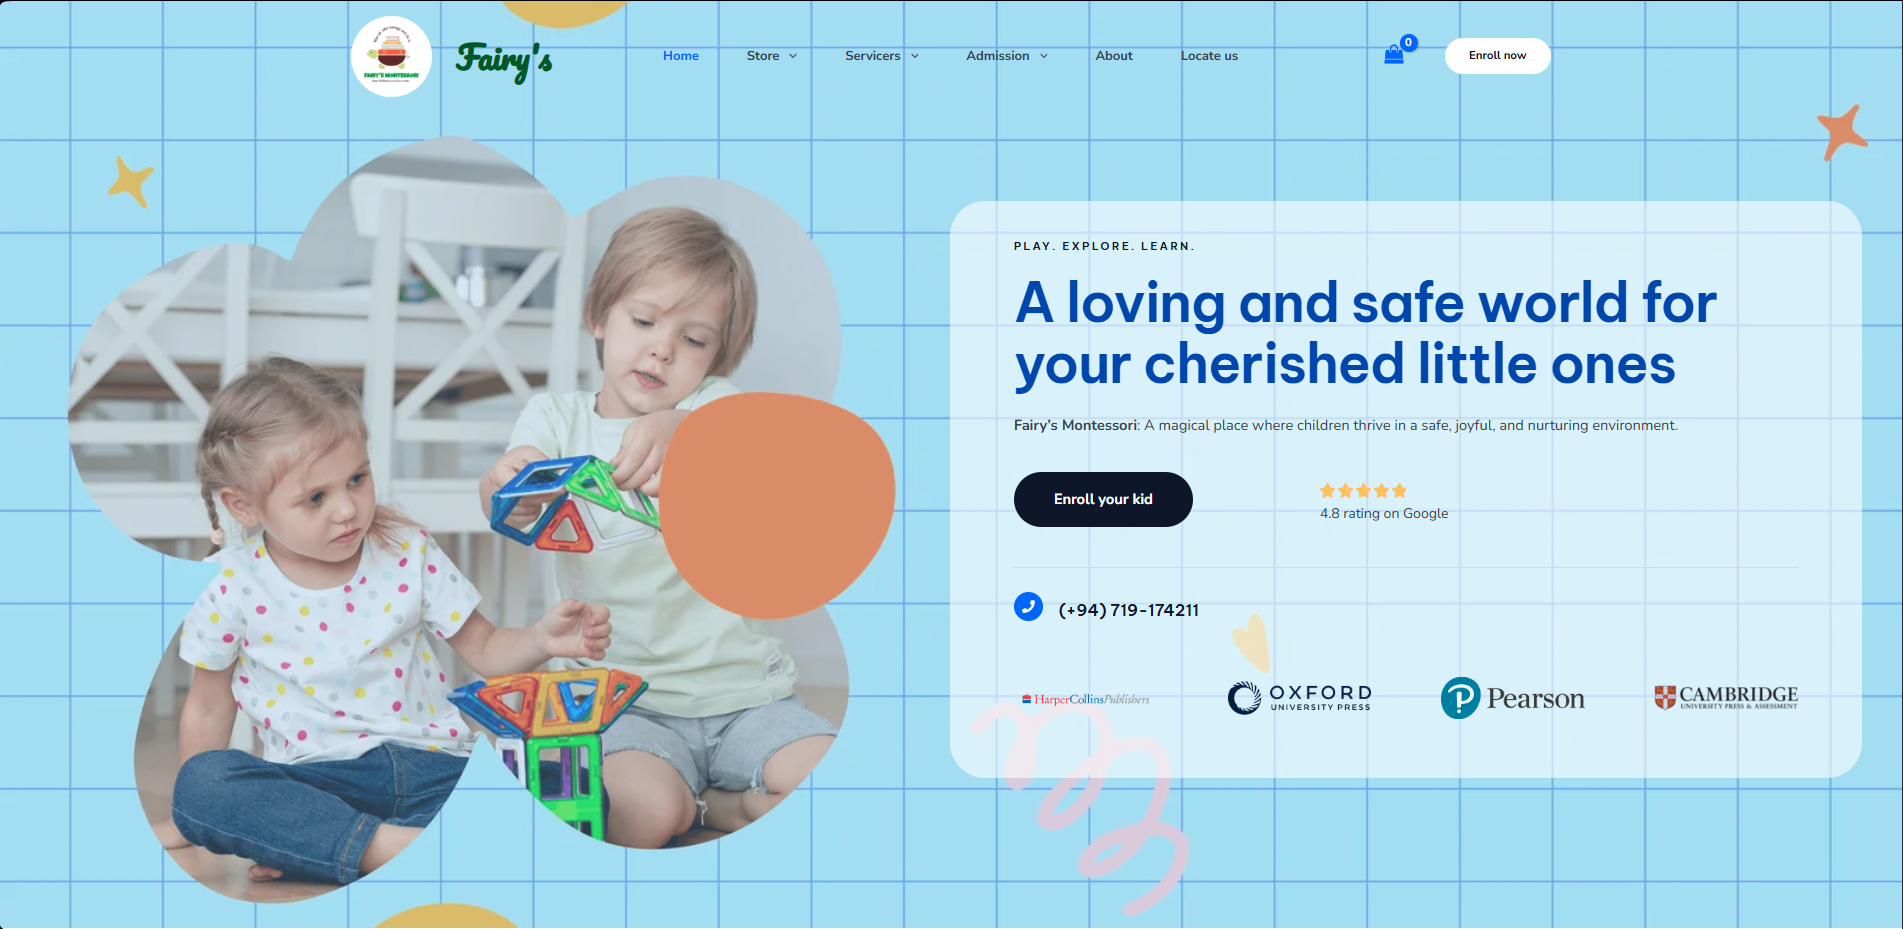 FAIRY'S MONTESSORI
Fairy's
Home
Store
Servicers
Admission
About
Locate us
0
Enroll now
PLAY. EXPLORE. LEARN.
A loving and safe world for
your cherished little ones
Fairy's Montessori: A magical place where children thrive in a safe, joyful, and nurturing environment.
Enroll your kid
4.8 rating on Google
(+94) 719-174211
HarperCollinsPublishers
OXFORD
UNIVERSITY PRESS
Pearson
CAMBRIDGE
UNIVERSITY PRESS & ASSESSMENT